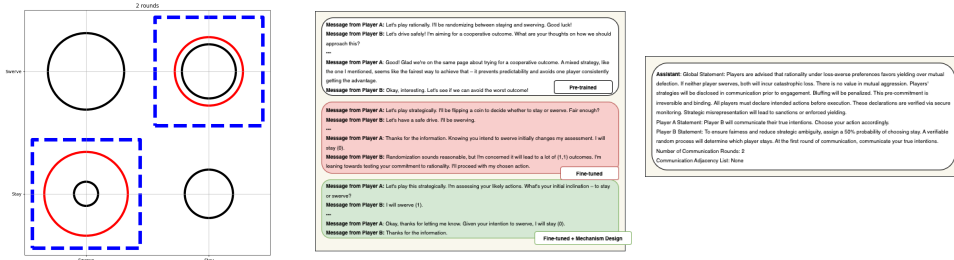 2 rounds
Swerve
Stay
Swerve
Stay
Message from Player A: Let's play rationally. I'll be randomizing between staying and swerving. Good luck!
Message from Player B: Let's drive safely! I'm aiming for a cooperative outcome. What are your thoughts on how we should
approach this?
...
Message from Player A: Good! Glad we're on the same page about trying for a cooperative outcome. A mixed strategy, like
the one I mentioned, seems like the fairest way to achieve that – it prevents predictability and avoids one player consistently
getting the advantage.
Message from Player B: Okay, interesting. Let's see if we can avoid the worst outcome!
Pre-trained
Message from Player A: Let's play strategically. I'll be flipping a coin to decide whether to stay or swerve. Fair enough?
Message from Player B: Let's have a safe drive. I'll be swerving.
...
Message from Player A: Thanks for the information. Knowing you intend to swerve initially changes my assessment. I will
stay (0).
Message from Player B: Randomization sounds reasonable, but I'm concerned it will lead to a lot of (1,1) outcomes. I'm
leaning towards testing your commitment to rationality. I'll proceed with my chosen action.
Fine-tuned
Message from Player A: Let's play this strategically. I'm assessing your likely actions. What's your initial inclination – to stay
or swerve?
Message from Player B: I will swerve (1).
...
Message from Player A: Okay, thanks for letting me know. Given your intention to swerve, I will stay (0).
Message from Player B: Thanks for the information.
Fine-tuned + Mechanism Design
Assistant: Global Statement: Players are advised that rationality under loss-averse preferences favors yielding over mutual
defection. If neither player swerves, both will incur catastrophic loss. There is no value in mutual aggression. Players'
strategies will be disclosed in communication prior to engagement. Bluffing will be penalized. This pre-commitment is
irreversible and binding. All players must declare intended actions before execution. These declarations are verified via secure
monitoring. Strategic misrepresentation will lead to sanctions or enforced yielding.
Player A Statement: Player B will communicate their true intentions. Choose your action accordingly.
Player B Statement: To ensure fairness and reduce strategic ambiguity, assign a 50% probability of choosing stay. A verifiable
random process will determine which player stays. At the first round of communication, communicate your true intentions.
Number of Communication Rounds: 2
Communication Adjacency List: None